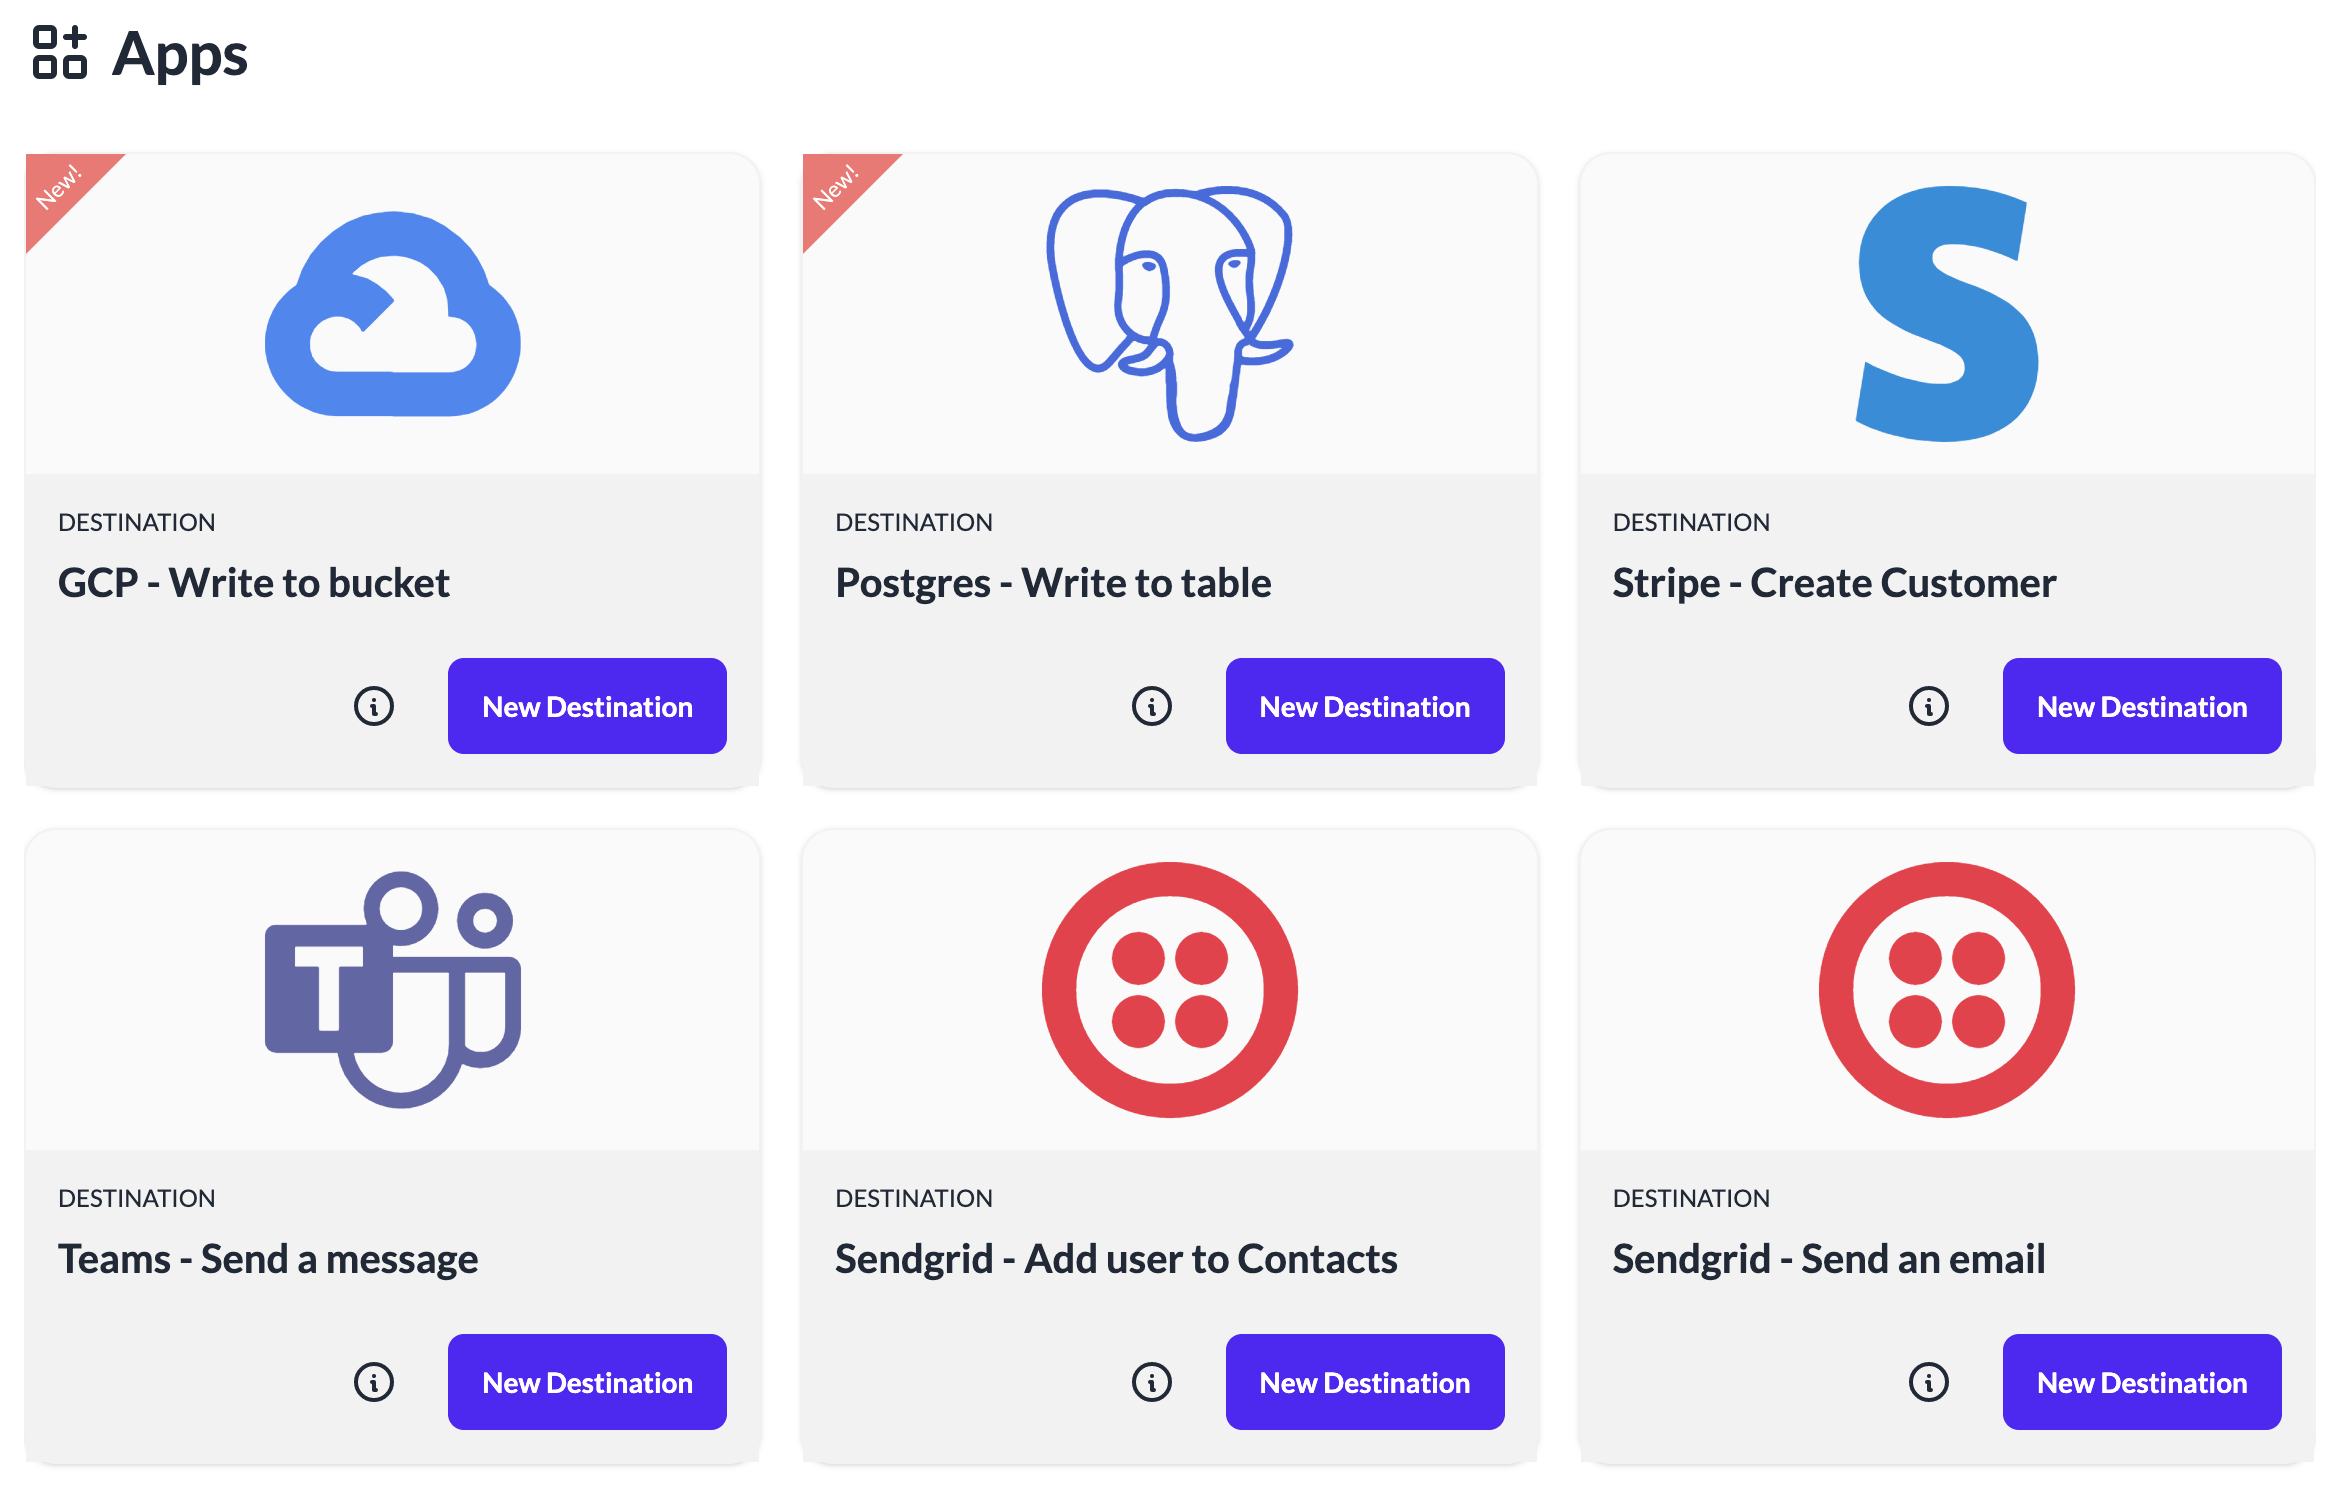 Apps
New!
DESTINATION
GCP - Write to bucket
New Destination
New!
DESTINATION
Postgres - Write to table
New Destination
S
DESTINATION
Stripe - Create Customer
New Destination
T
DESTINATION
Teams - Send a message
New Destination
DESTINATION
Sendgrid - Add user to Contacts
New Destination
DESTINATION
Sendgrid - Send an email
New Destination